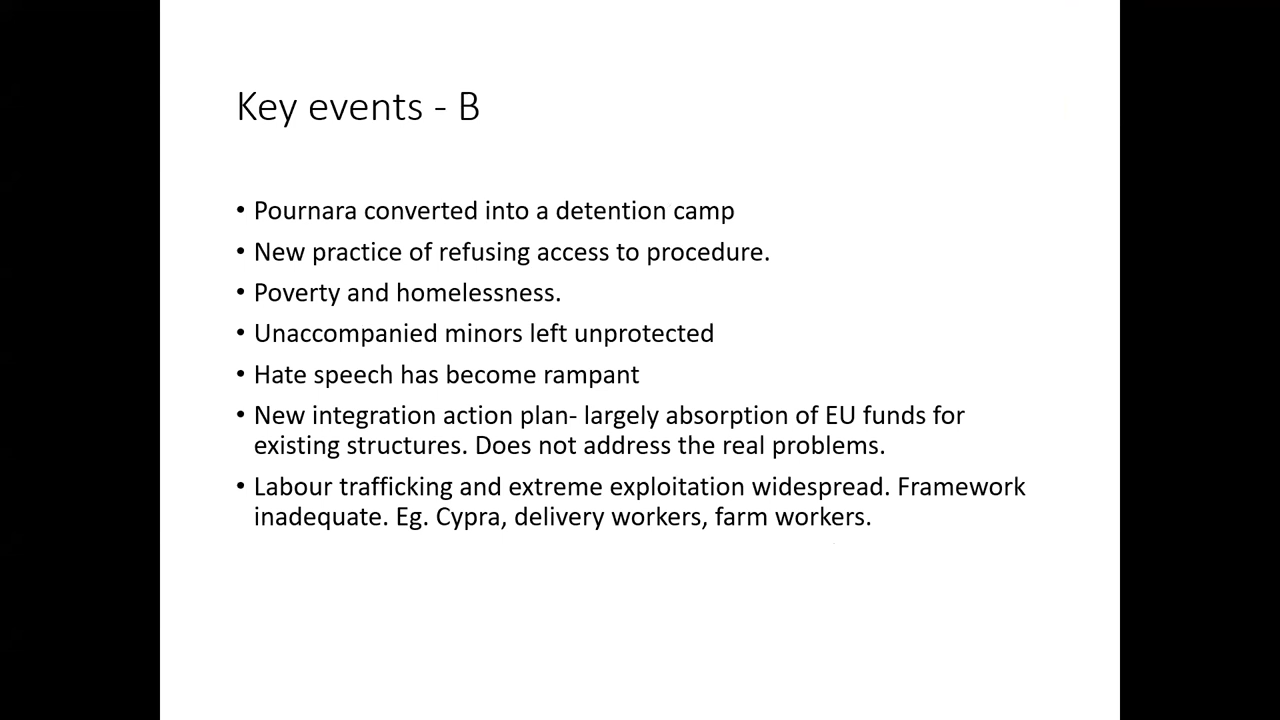 Key events - B
• Pournara converted into a detention camp
• New practice of refusing access to procedure.
• Poverty and homelessness.
• Unaccompanied minors left unprotected
• Hate speech has become rampant
• New integration action plan- largely absorption of EU funds for
existing structures. Does not address the real problems.
• Labour trafficking and extreme exploitation widespread. Framework
inadequate. Eg. Cypra, delivery workers, farm workers.